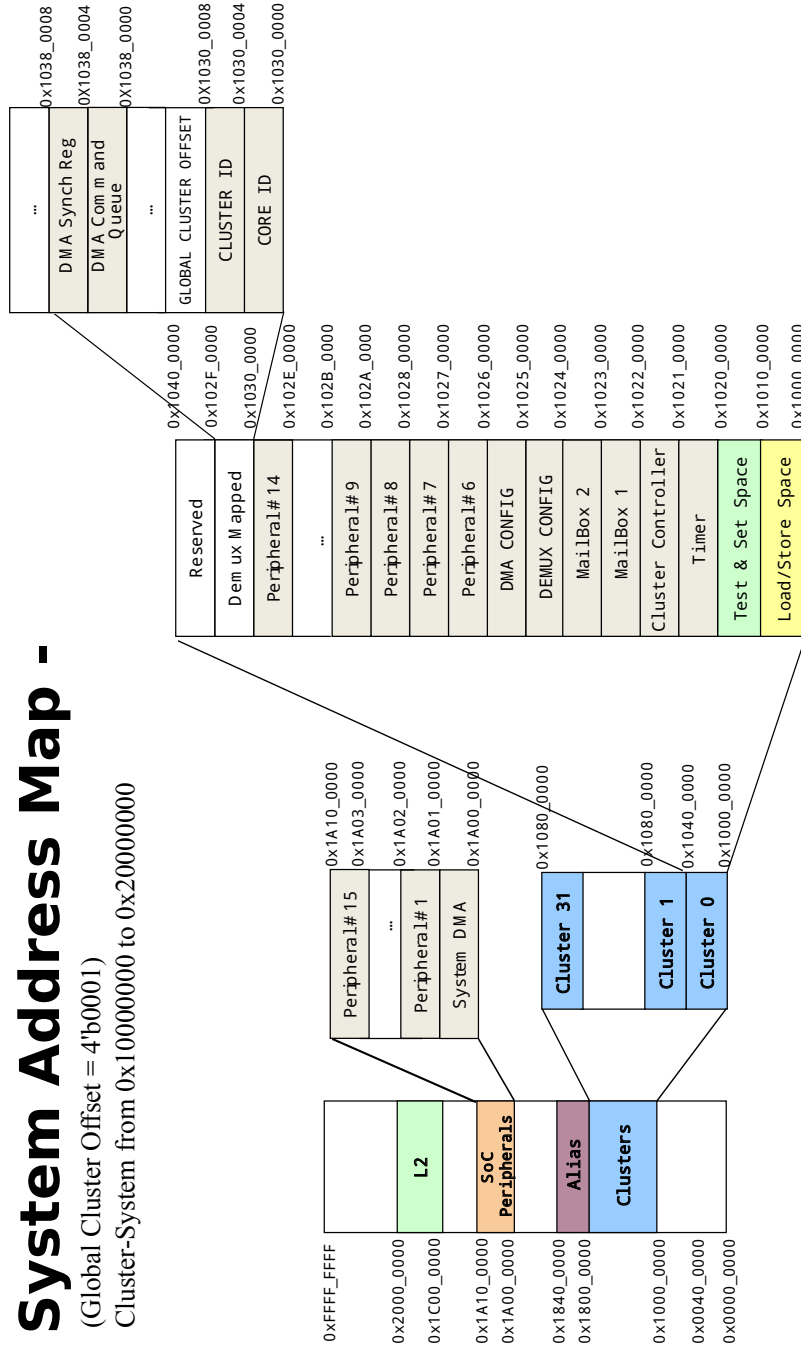 System Address Map -
(Global Cluster Offset = 4'b0001)
Cluster-System from 0x10000000 to 0x20000000
0xFFFF_FFFF
0x2000_0000
L2
0x1C00_0000
0x1A10_0000
SoC
Peripherals
0x1A00_0000
0x1840_0000
Alias
0x1800_0000
Clusters
0x1000_0000
0x0040_0000
0x0000_0000
0x1A10_0000
Peripheral#15
0x1A03_0000
...
0x1A02_0000
Peripheral#1
0x1A01_0000
System DMA
0x1A00_0000
0x1080_0000
Cluster 31
0x1080_0000
Cluster 1
0x1040_0000
Cluster 0
0x1000_0000
0x1040_0000
Reserved
0x102F_0000
Demux Mapped
0x1030_0000
Peripheral#14
0x102E_0000
...
0x102B_0000
Peripheral#9
0x102A_0000
Peripheral#8
0x1028_0000
Peripheral#7
0x1027_0000
Peripheral#6
0x1026_0000
DMA CONFIG
0x1025_0000
DEMUX CONFIG
0x1024_0000
MailBox 2
0x1023_0000
MailBox 1
0x1022_0000
Cluster Controller
0x1021_0000
Timer
0x1020_0000
Test & Set Space
0x1010_0000
Load/Store Space
0x1000_0000
...
0x1038_0008
DMA Synch Reg
0x1038_0004
DMA Command
Queue
0x1038_0000
...
GLOBAL CLUSTER OFFSET
0X1030_0008
CLUSTER ID
0x1030_0004
CORE ID
0x1030_0000